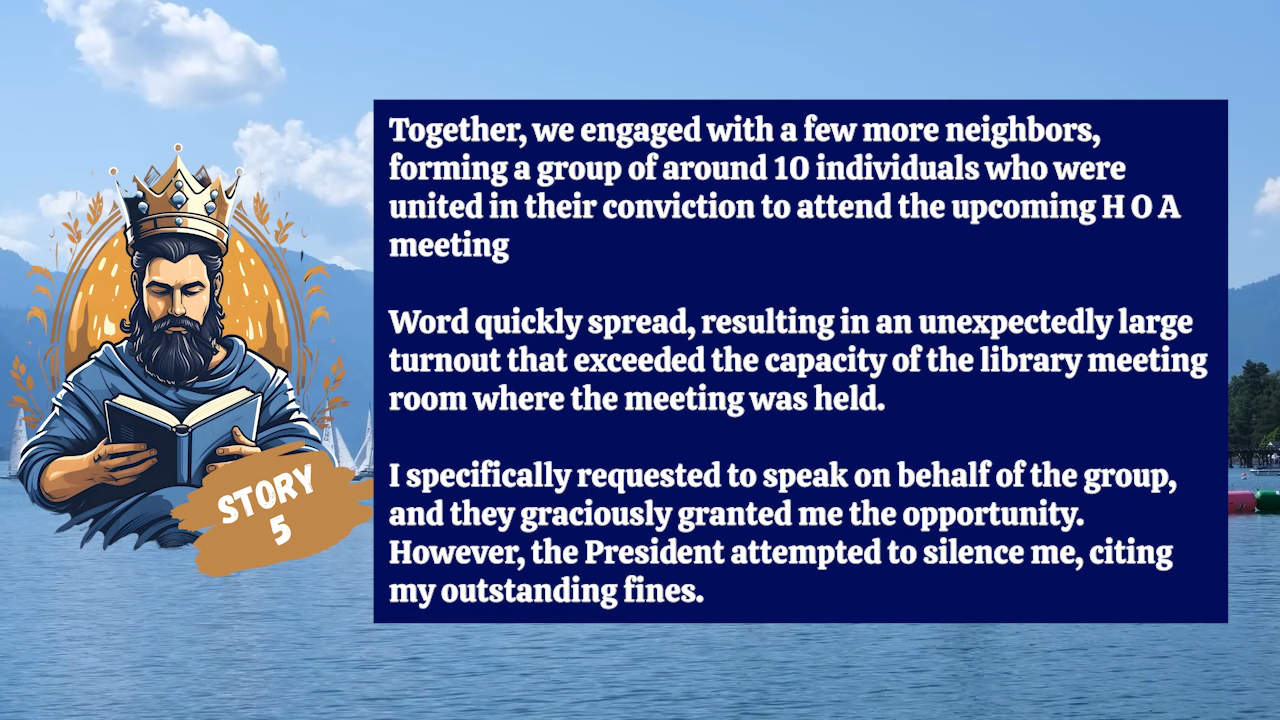 Together, we engaged with a few more neighbors,
forming a group of around 10 individuals who were
united in their conviction to attend the upcoming H O A
meeting
Word quickly spread, resulting in an unexpectedly large
turnout that exceeded the capacity of the library meeting
room where the meeting was held.
I specifically requested to speak on behalf of the group,
and they graciously granted me the opportunity.
However, the President attempted to silence me, citing
my outstanding fines.
STORY
5